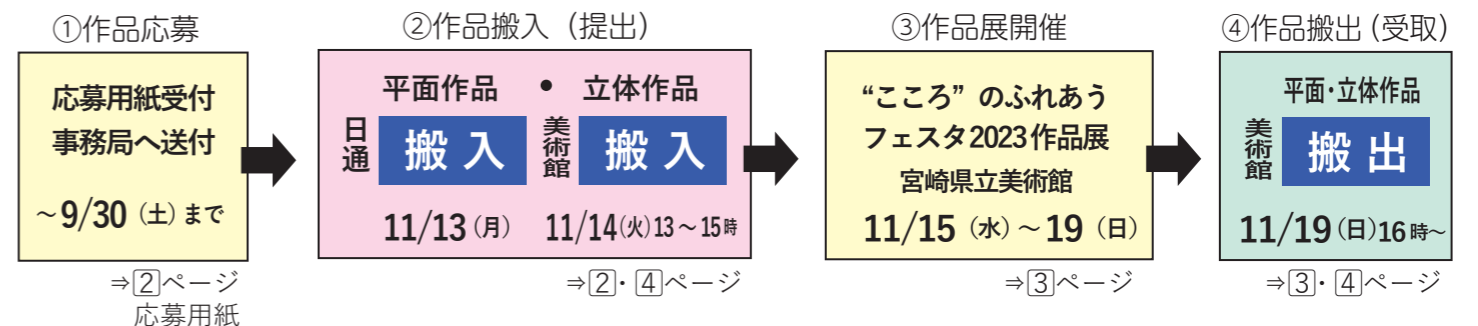 ①作品応募
応募用紙受付
事務局へ送付
～9/30（土）まで
⇒2ページ
応募用紙
②作品搬入（提出）
平面作品 • 立体作品
日通 搬入 美術館 搬入
11/13（月） 11/14(火)13～15時
⇒2・4ページ
③作品展開催
“こころ”のふれあう
フェスタ2023作品展
宮崎県立美術館
11/15（水）～19（日）
⇒3ページ
④作品搬出（受取）
平面・立体作品
美術館 搬出
11/19(日)16時～
⇒3・4ページ